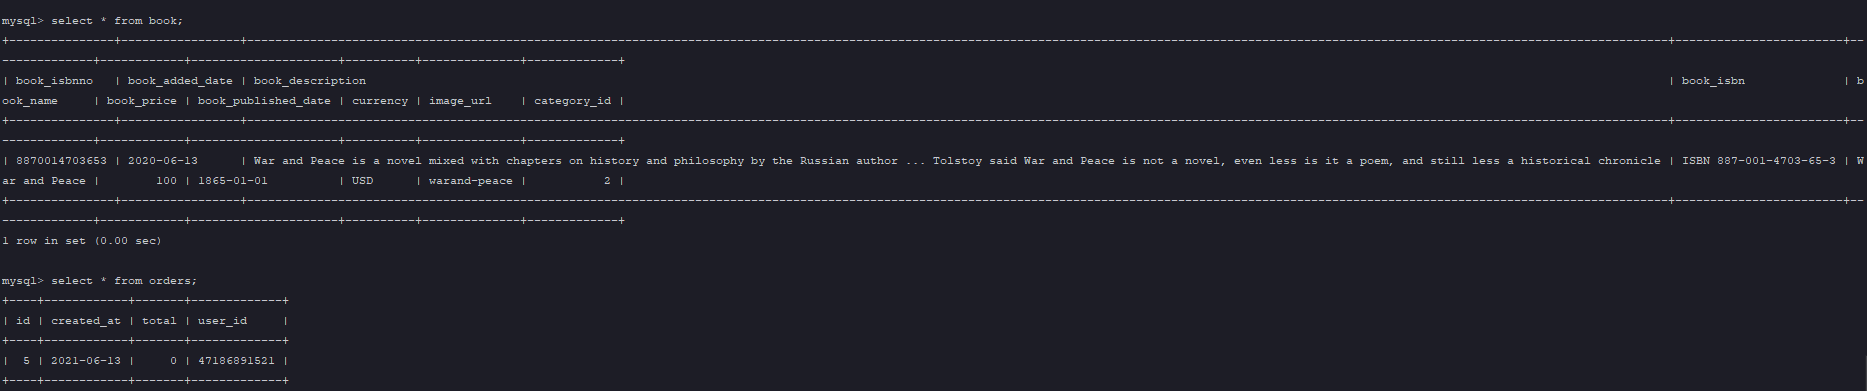 mysql> select * from book;
+---------------+-----------------+-----------------------------------------------------------------------------------------------------------------------------------------------------------------------------------------------------------+------------------------+--
-------------+------------+---------------------+----------+-------------+-------------+
| book_isbnno   | book_added_date | book_description                                                                                                                                                                                          | book_isbn              | b
ook_name     | book_price | book_published_date | currency | image_url   | category_id |
+---------------+-----------------+-----------------------------------------------------------------------------------------------------------------------------------------------------------------------------------------------------------+------------------------+--
-------------+------------+---------------------+----------+-------------+-------------+
| 8870014703653 | 2020-06-13      | War and Peace is a novel mixed with chapters on history and philosophy by the Russian author ... Tolstoy said War and Peace is not a novel, even less is it a poem, and still less a historical chronicle | ISBN 887-001-4703-65-3 | W
ar and Peace |        100 | 1865-01-01          | USD      | warand-peace |           2 |
+---------------+-----------------+-----------------------------------------------------------------------------------------------------------------------------------------------------------------------------------------------------------+------------------------+--
-------------+------------+---------------------+----------+-------------+-------------+
1 row in set (0.00 sec)
mysql> select * from orders;
+----+------------+-------+-------------+
| id | created_at | total | user_id     |
+----+------------+-------+-------------+
|  5 | 2021-06-13 |     0 | 47186891521 |
+----+------------+-------+-------------+